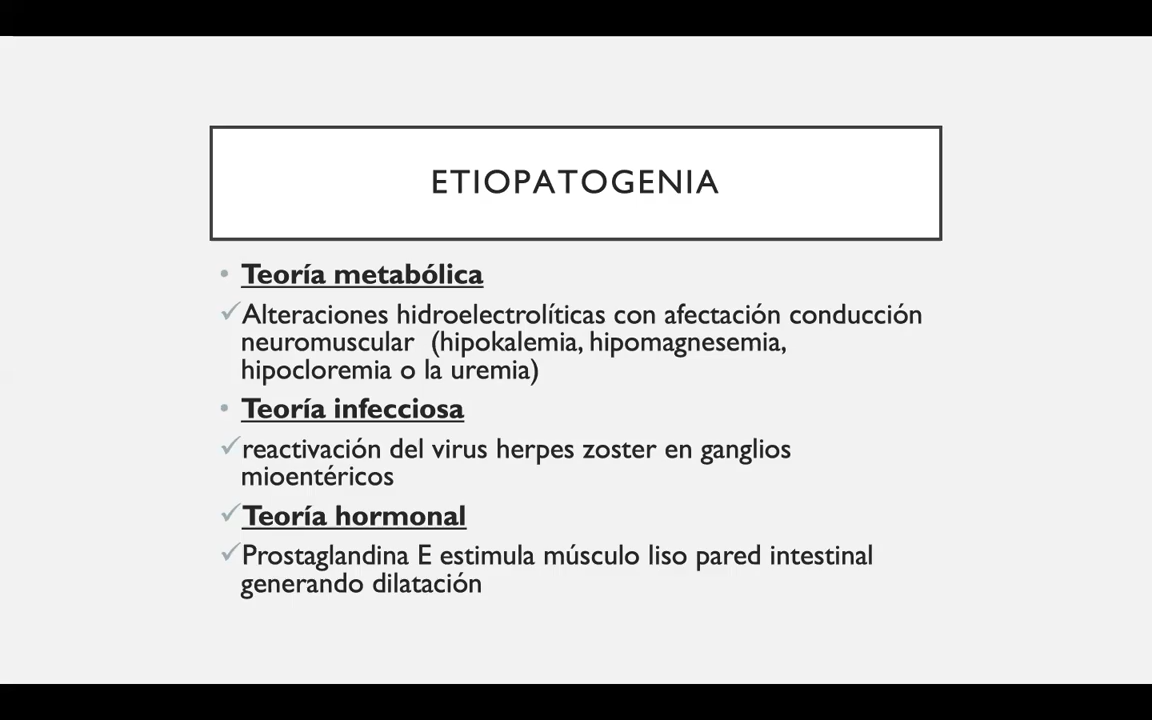 ETIOPATOGENIA
• Teoría metabólica
✓Alteraciones hidroelectrolíticas con afectación conducción
neuromuscular (hipokalemia, hipomagnesemia,
hipocloremia o la uremia)
• Teoría infecciosa
✓reactivación del virus herpes zoster en ganglios
mioentéricos
✓Teoría hormonal
✓Prostaglandina E estimula músculo liso pared intestinal
generando dilatación